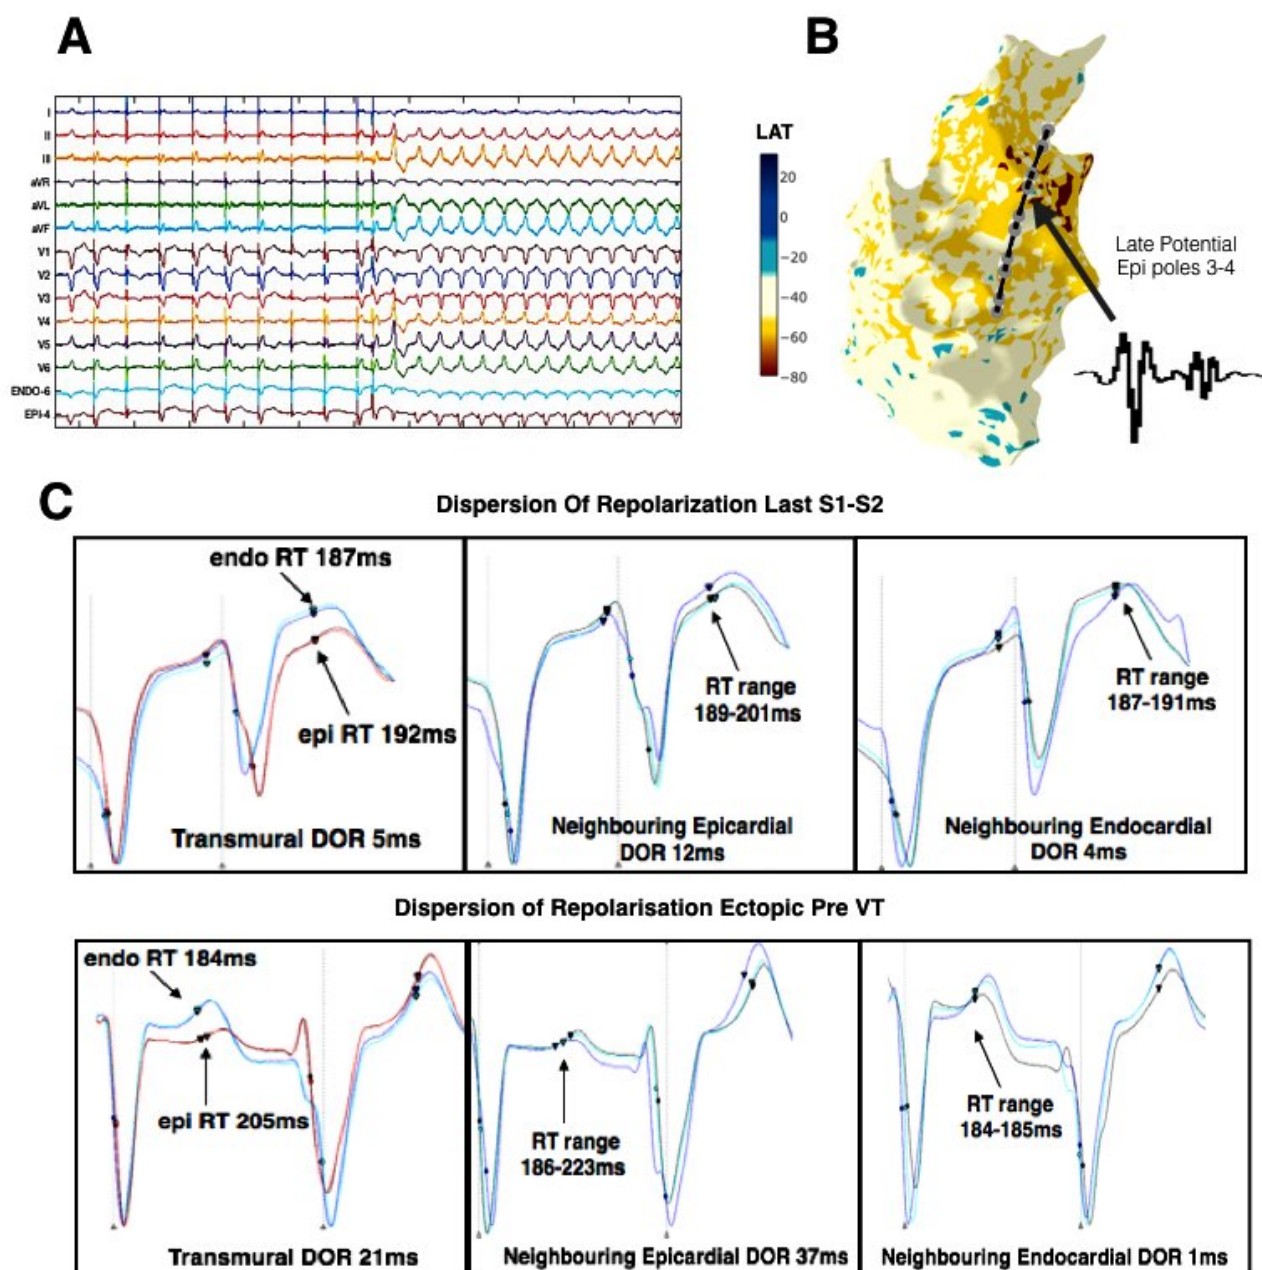 A
I
II
III
aVR
aVL
aVF
V1
V2
V3
V4
V5
V6
ENDO-6
EPI-4
B
LAT
20
0
−20
−40
−60
−80
Late Potential
Epi poles 3-4
C
Dispersion Of Repolarization Last S1-S2
endo RT 187ms
epi RT 192ms
Transmural DOR 5ms
RT range
189-201ms
Neighbouring Epicardial
DOR 12ms
RT range
187-191ms
Neighbouring Endocardial
DOR 4ms
Dispersion of Repolarisation Ectopic Pre VT
endo RT 184ms
epi RT 205ms
Transmural DOR 21ms
RT range
186-223ms
Neighbouring Epicardial DOR 37ms
RT range
184-185ms
Neighbouring Endocardial DOR 1ms